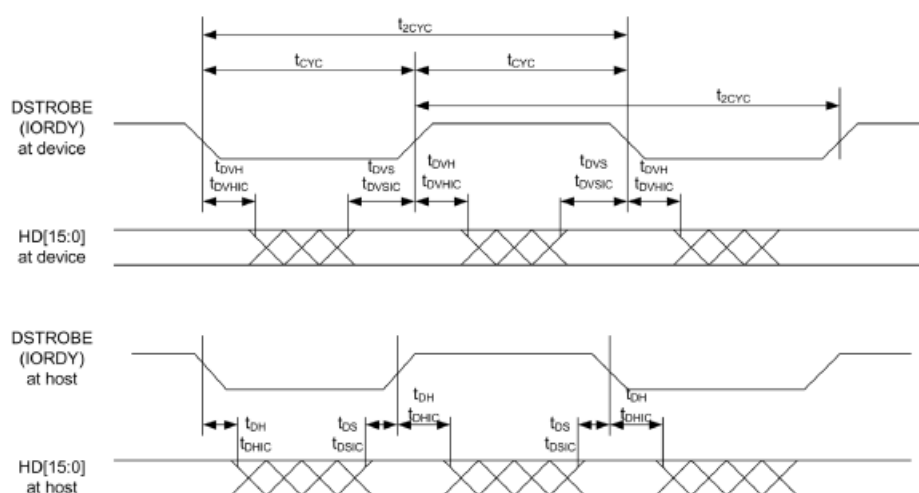 t2CYC
tCYC tCYC
t2CYC
DSTROBE
(IORDY)
at device
tDVH tDVS tDVH tDVS tDVH
tDVHIC tDVSIC tDVHIC tDVSIC tDVHIC
HD[15:0]
at device
DSTROBE
(IORDY)
at host
tDH tDS tDH tDS tDH
tDHIC tDSIC tDHIC tDSIC tDHIC
HD[15:0]
at host